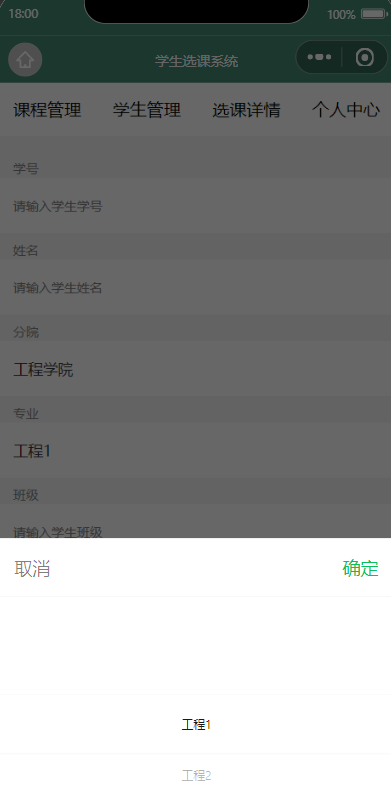 18:00 100%
学生选课系统
课程管理 学生管理 选课详情 个人中心
学号
请输入学生学号
姓名
请输入学生姓名
分院
工程学院
专业
工程1
班级
请输入学生班级
取消 确定
工程1
工程2